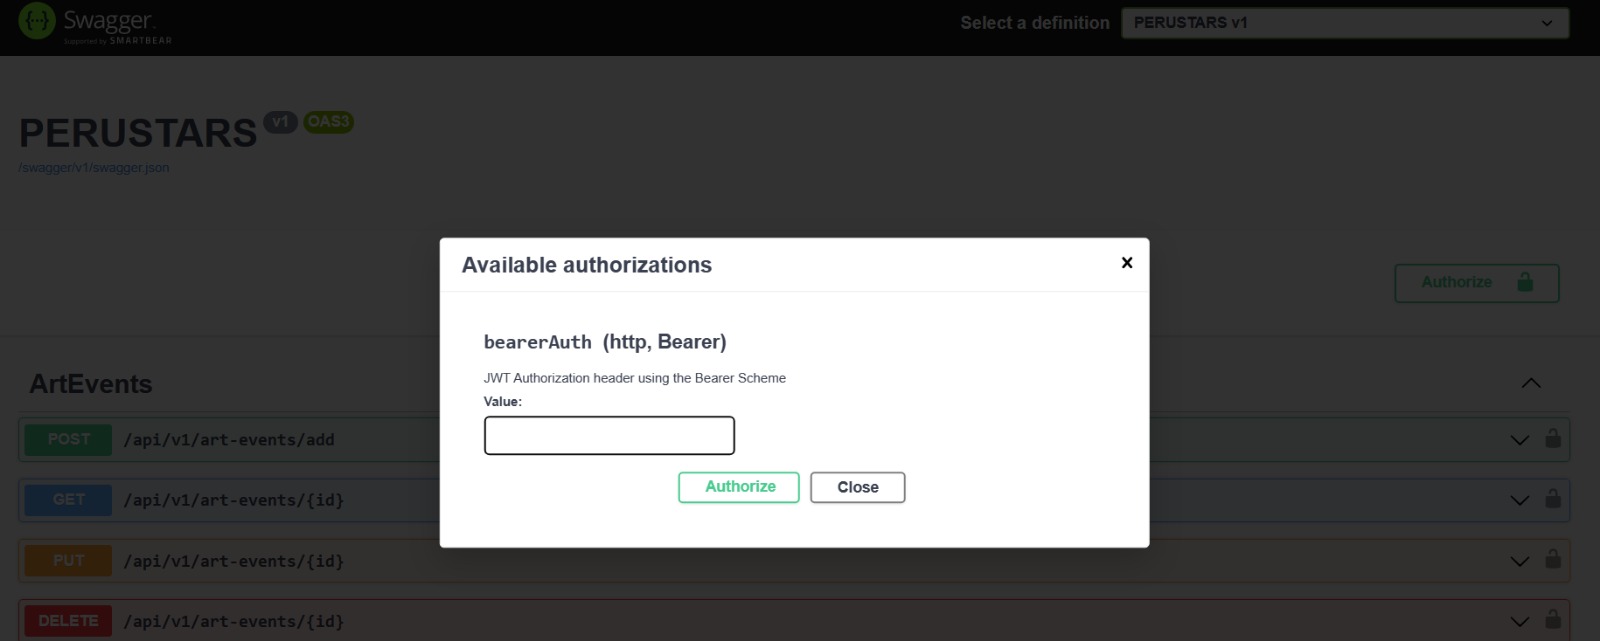 {···} Swagger.
Supported by SMARTBEAR
Select a definition
PERUSTARS v1
PERUSTARS v1 OAS3
/swagger/v1/swagger.json
Authorize
Available authorizations
bearerAuth (http, Bearer)
JWT Authorization header using the Bearer Scheme
Value:
Authorize Close
ArtEvents
POST /api/v1/art-events/add
GET /api/v1/art-events/{id}
PUT /api/v1/art-events/{id}
DELETE /api/v1/art-events/{id}